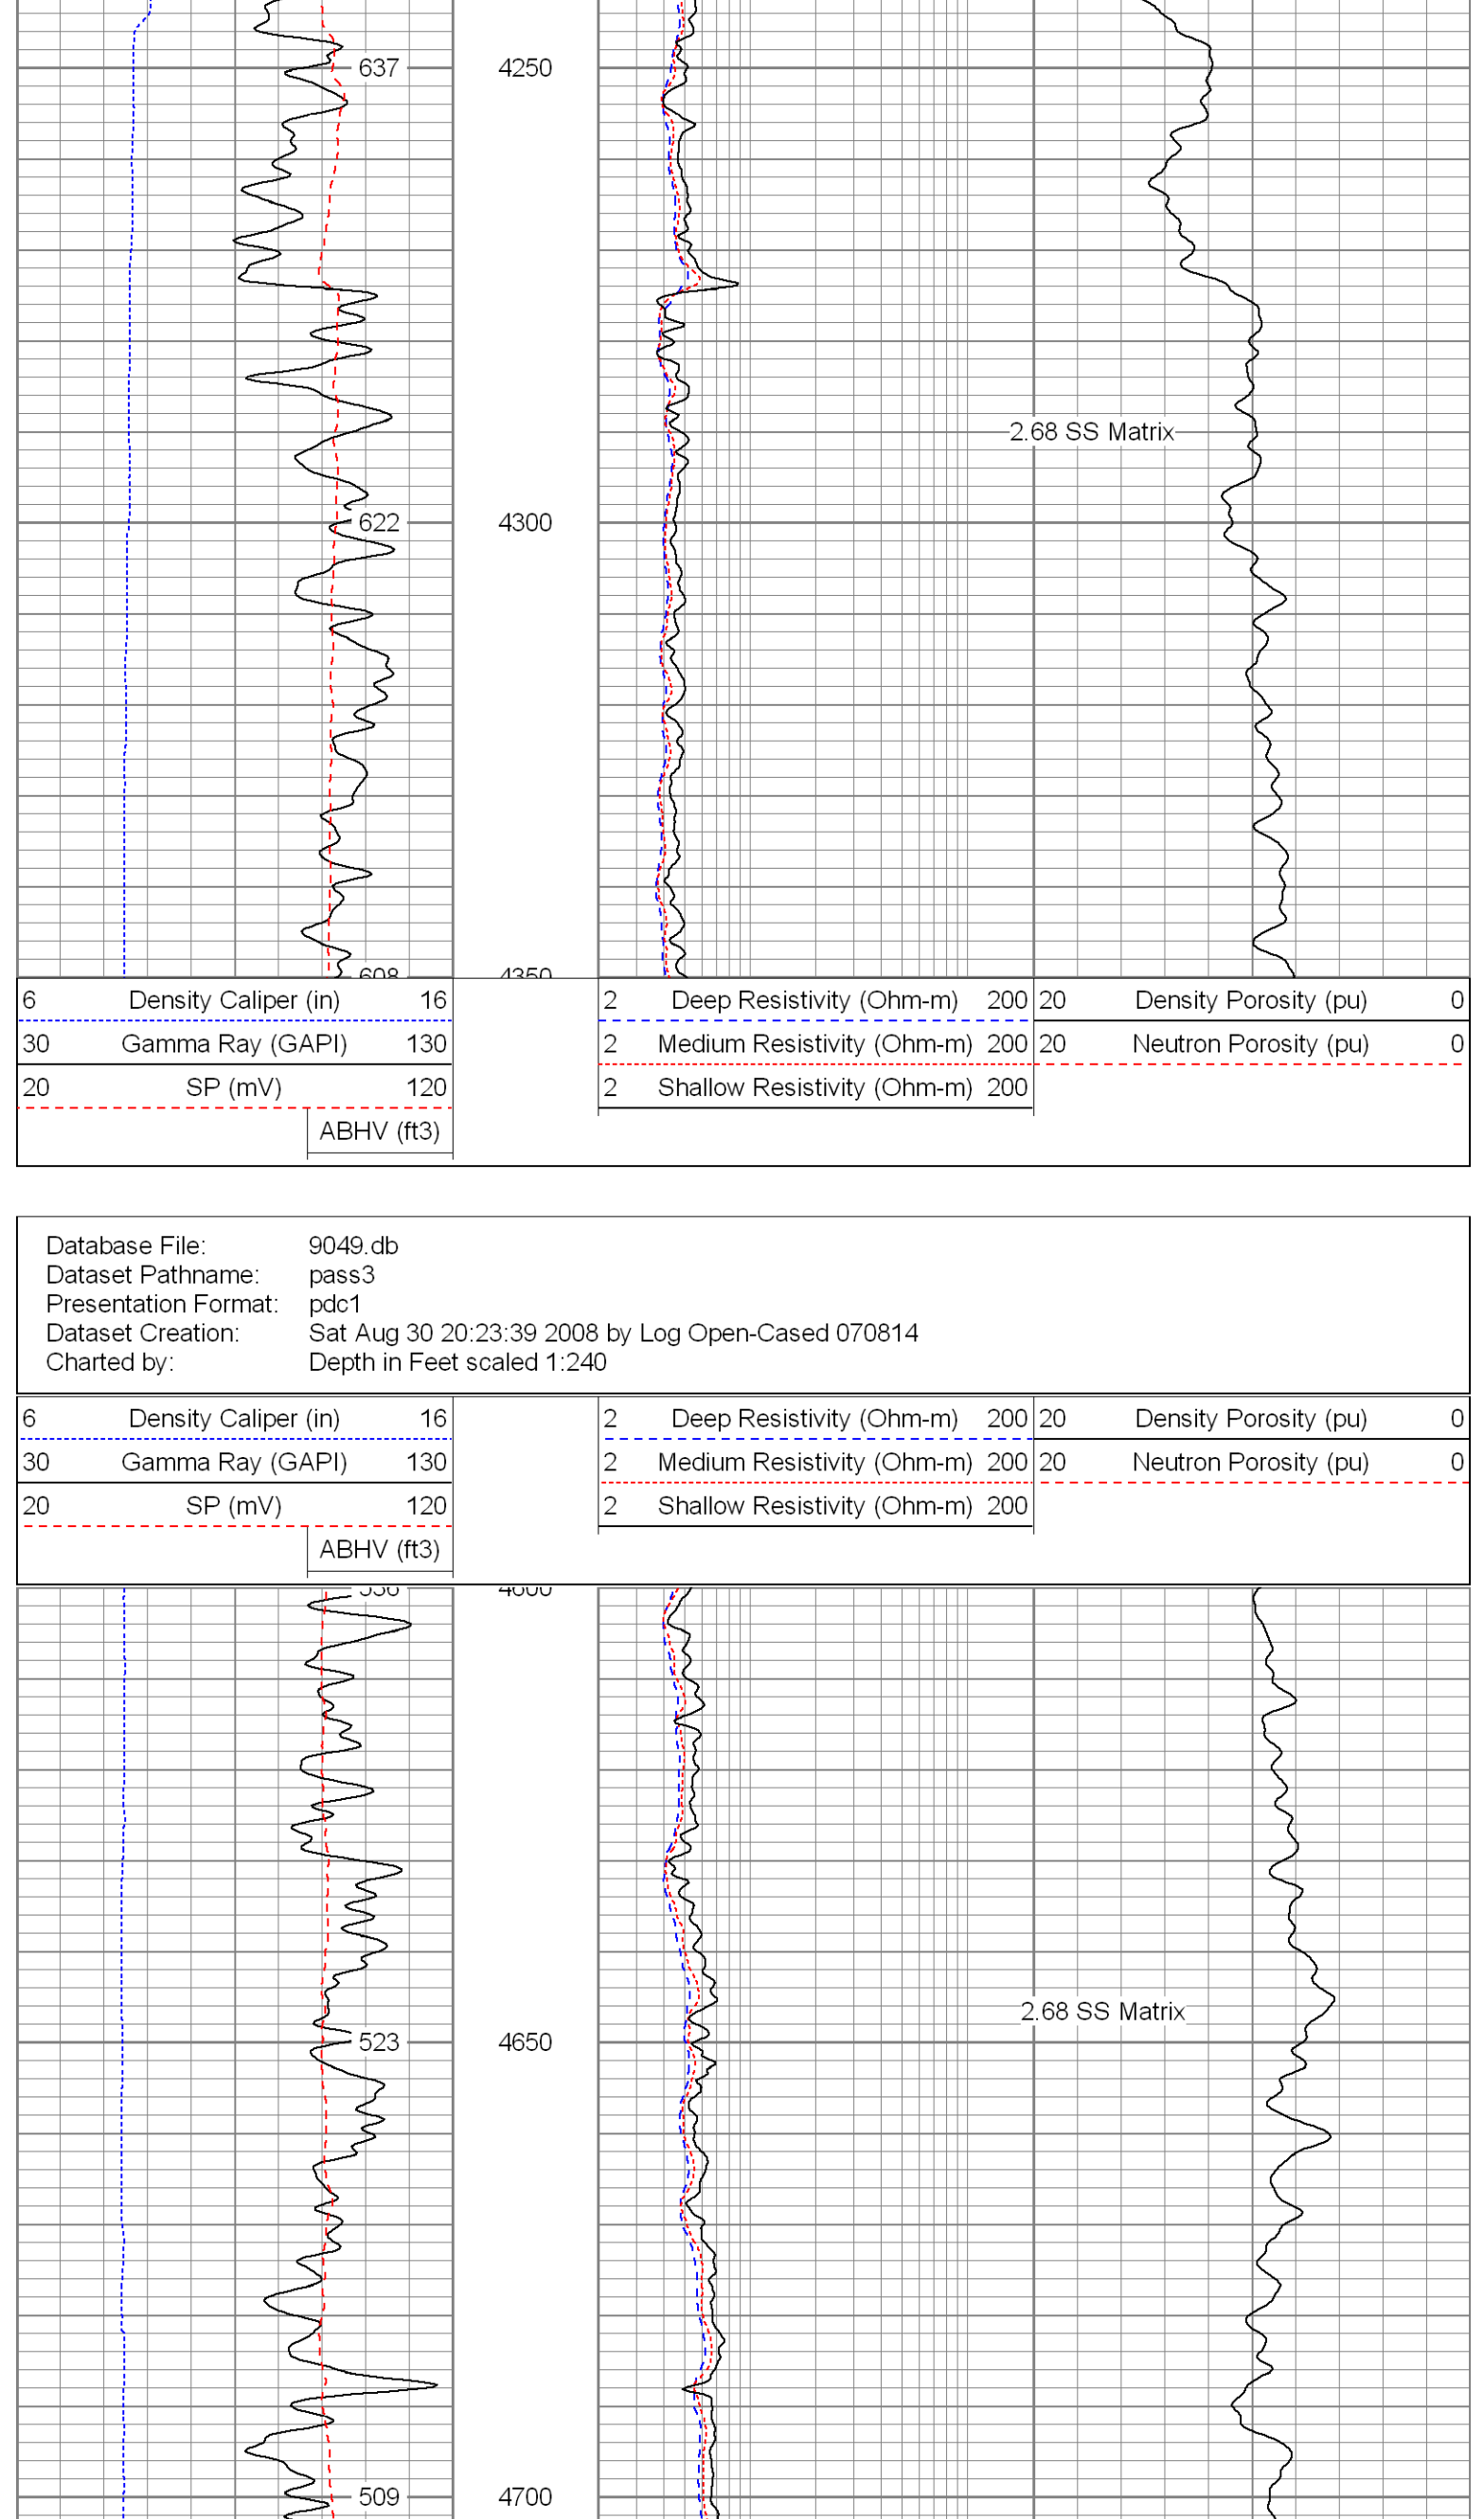 637 4250
2.68 SS Matrix
622 4300
608 4350
6 Density Caliper (in) 16 2 Deep Resistivity (Ohm-m) 200 20 Density Porosity (pu) 0
30 Gamma Ray (GAPI) 130 2 Medium Resistivity (Ohm-m) 200 20 Neutron Porosity (pu) 0
20 SP (mV) 120 2 Shallow Resistivity (Ohm-m) 200
ABHV (ft3)
Database File: 9049.db
Dataset Pathname: pass3
Presentation Format: pdc1
Dataset Creation: Sat Aug 30 20:23:39 2008 by Log Open-Cased 070814
Charted by: Depth in Feet scaled 1:240
6 Density Caliper (in) 16 2 Deep Resistivity (Ohm-m) 200 20 Density Porosity (pu) 0
30 Gamma Ray (GAPI) 130 2 Medium Resistivity (Ohm-m) 200 20 Neutron Porosity (pu) 0
20 SP (mV) 120 2 Shallow Resistivity (Ohm-m) 200
ABHV (ft3)
4600
2.68 SS Matrix
523 4650
509 4700